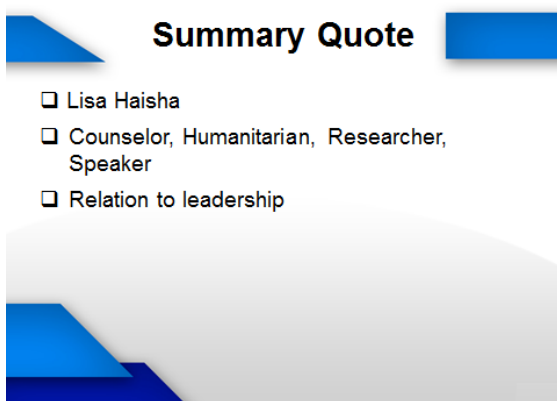 Summary Quote
❑ Lisa Haisha
❑ Counselor, Humanitarian, Researcher,
Speaker
❑ Relation to leadership